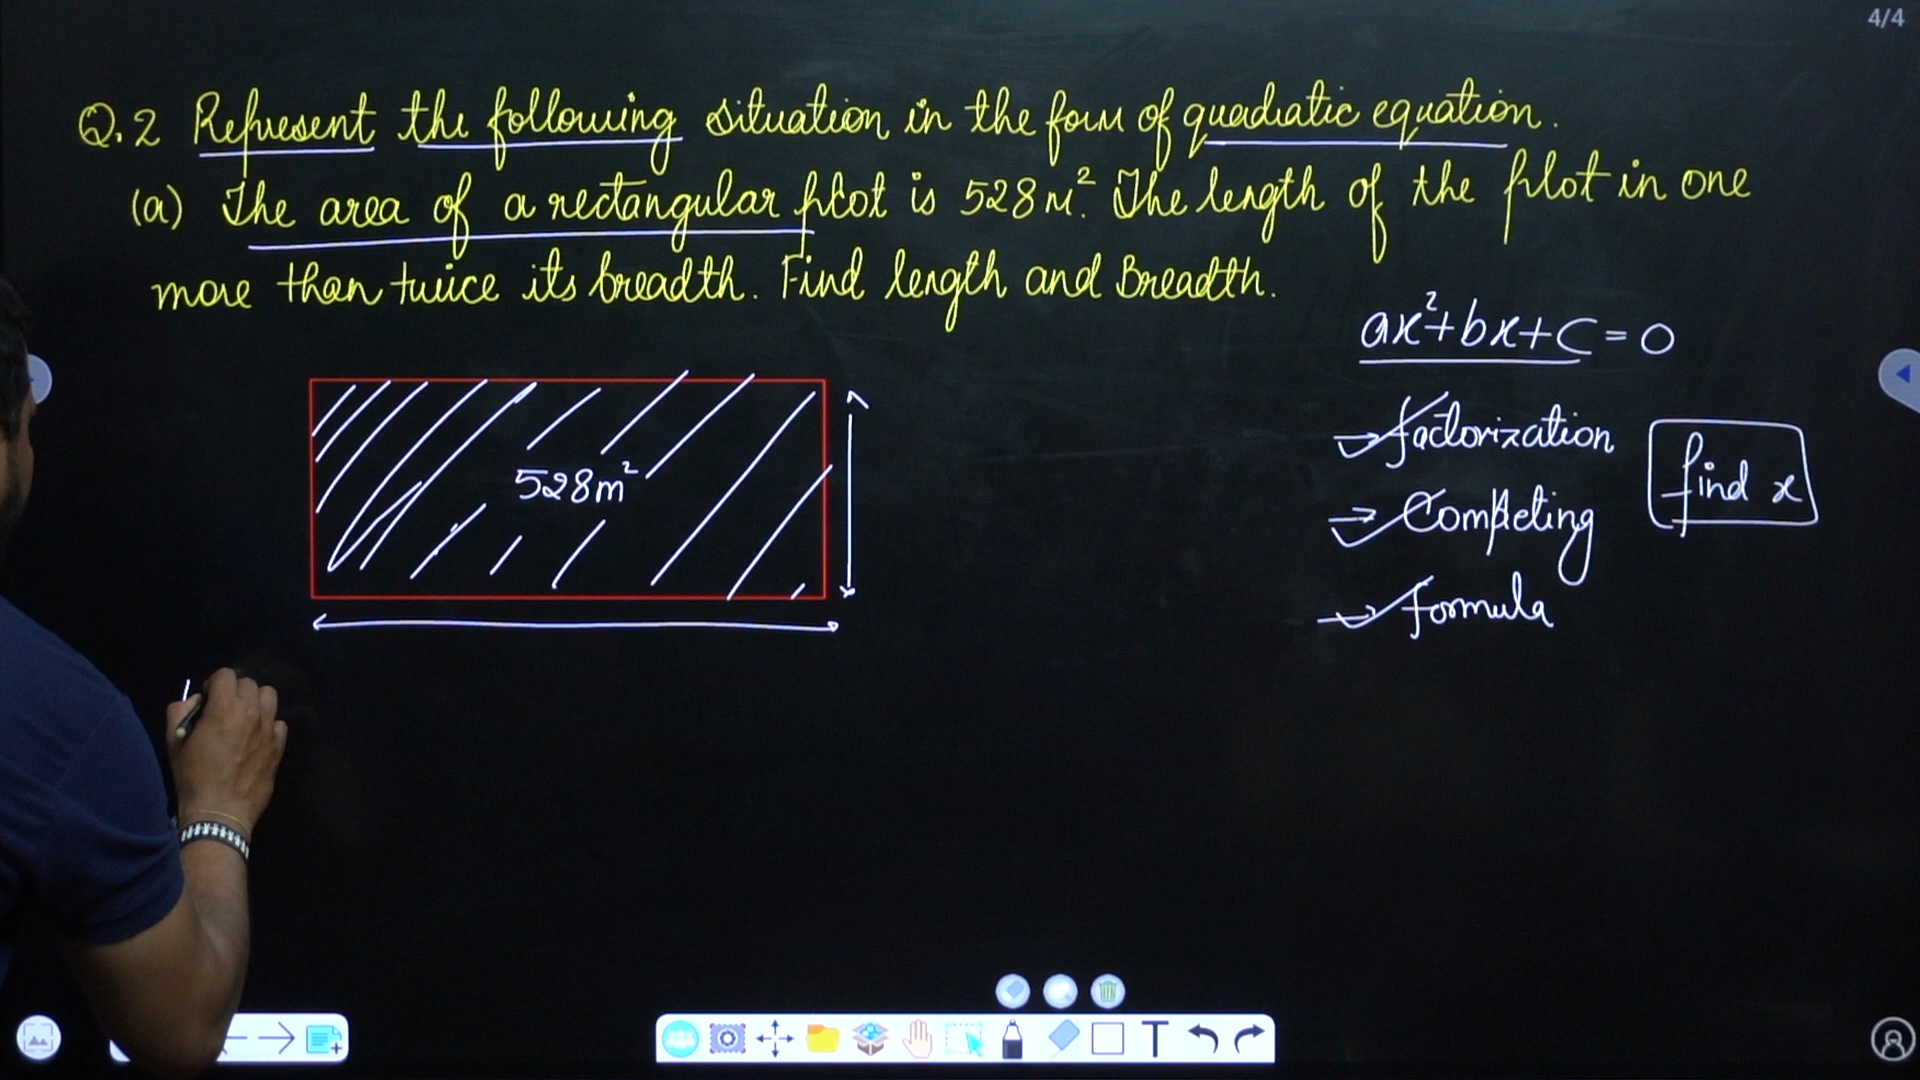 4/4
Q.2 Represent the following situation in the form of quadratic equation.
(a) The area of a rectangular plot is 528 m². The length of the plot in one
more than twice its breadth. Find length and Breadth.
ax²+bx+c=0
→ factorization
find x
528m²
→ Completing
→ formula
T